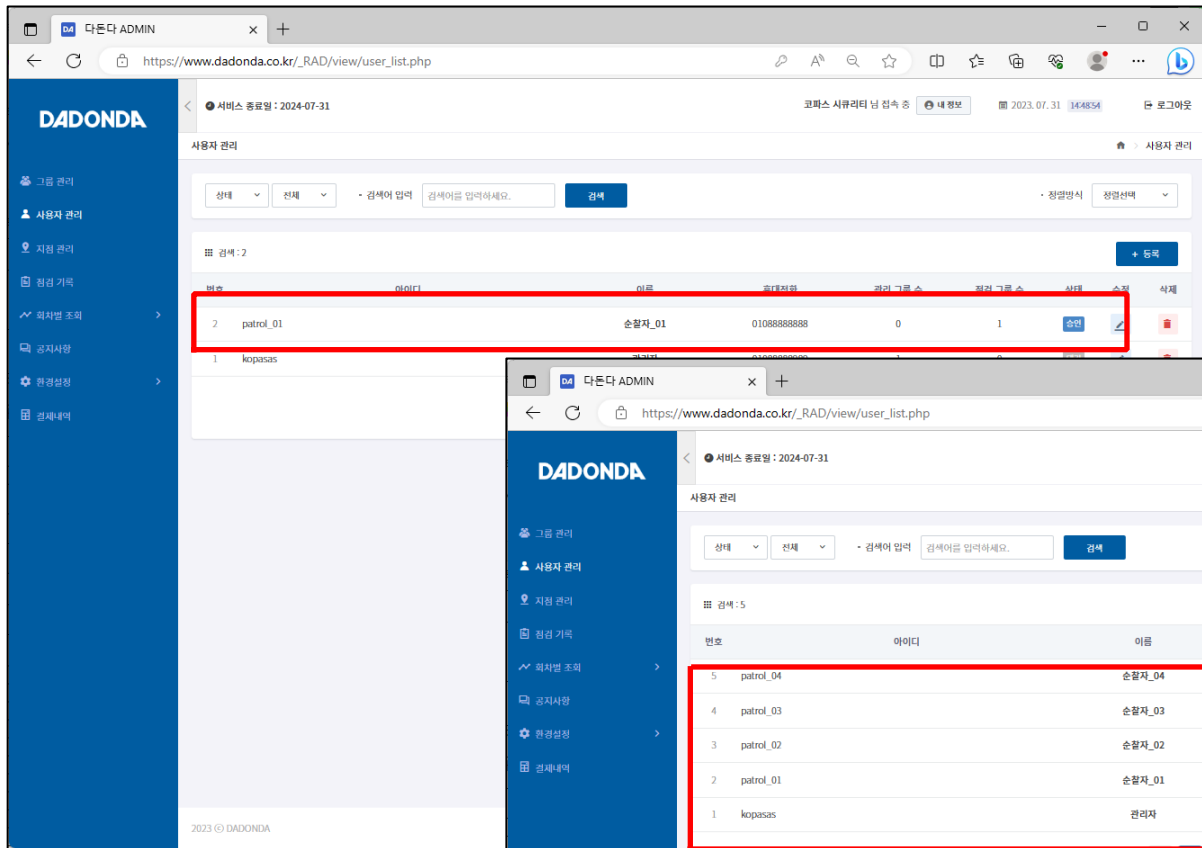 다돈다 ADMIN
https://www.dadonda.co.kr/_RAD/view/user_list.php
DADONDA
서비스 종료일 : 2024-07-31
코파스 시큐리티 님 접속 중 내 정보 2023. 07. 31 14:48:54 로그아웃
사용자 관리
사용자 관리
그룹 관리
사용자 관리
지점 관리
점검 기록
회차별 조회
공지사항
환경설정
결제내역
상태 전체 - 검색어 입력 검색어를 입력하세요. 검색 - 정렬방식 정렬선택
검색 : 2
+ 등록
번호 아이디 이름 휴대전화 관리 그룹 수 점검 그룹 수 상태 수정 삭제
2 patrol_01 순찰자_01 01088888888 0 1 승인
1 kopasas 관리자
2023 ⓒ DADONDA
다돈다 ADMIN
https://www.dadonda.co.kr/_RAD/view/user_list.php
DADONDA
서비스 종료일 : 2024-07-31
사용자 관리
그룹 관리
사용자 관리
지점 관리
점검 기록
회차별 조회
공지사항
환경설정
결제내역
상태 전체 - 검색어 입력 검색어를 입력하세요. 검색
검색 : 5
번호 아이디 이름
5 patrol_04 순찰자_04
4 patrol_03 순찰자_03
3 patrol_02 순찰자_02
2 patrol_01 순찰자_01
1 kopasas 관리자